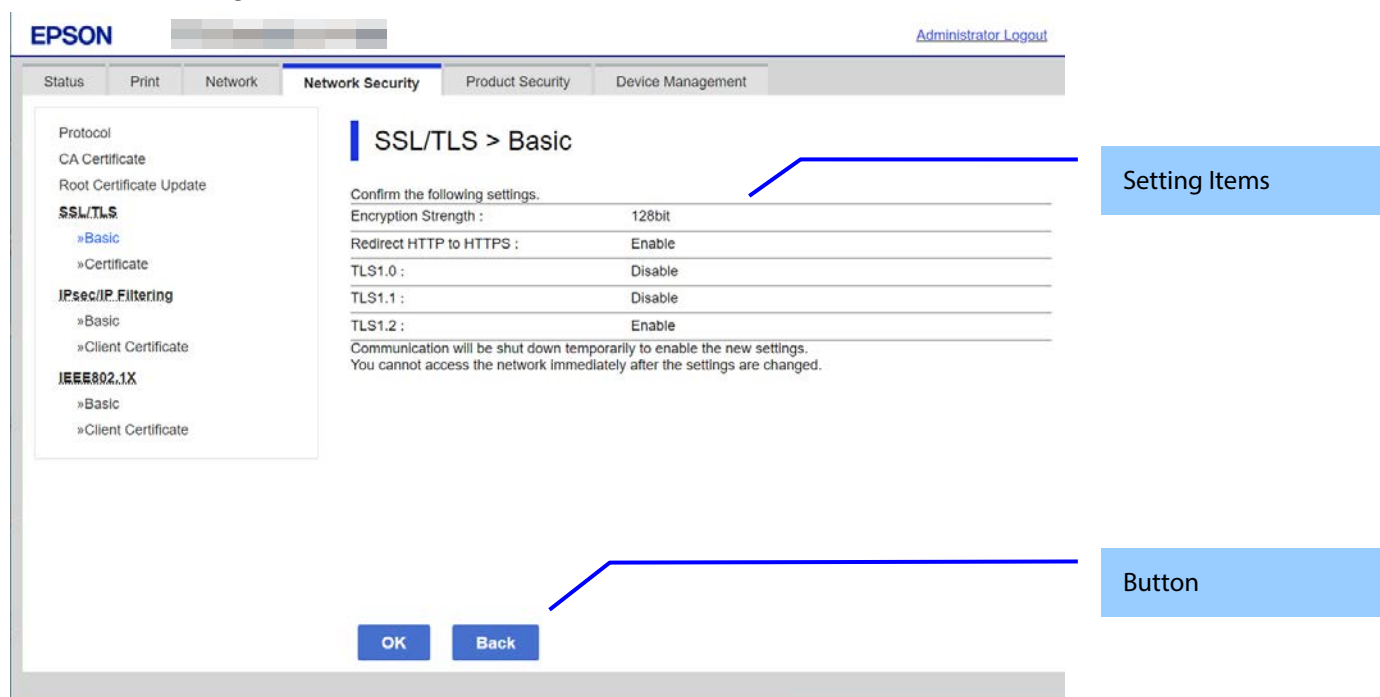 EPSON
Administrator Logout
Status Print Network Network Security Product Security Device Management
Protocol
CA Certificate
Root Certificate Update
SSL/TLS
»Basic
»Certificate
IPsec/IP Filtering
»Basic
»Client Certificate
IEEE802.1X
»Basic
»Client Certificate
SSL/TLS > Basic
Confirm the following settings.
Encryption Strength : 128bit
Redirect HTTP to HTTPS : Enable
TLS1.0 : Disable
TLS1.1 : Disable
TLS1.2 : Enable
Communication will be shut down temporarily to enable the new settings.
You cannot access the network immediately after the settings are changed.
OK Back
Setting Items
Button